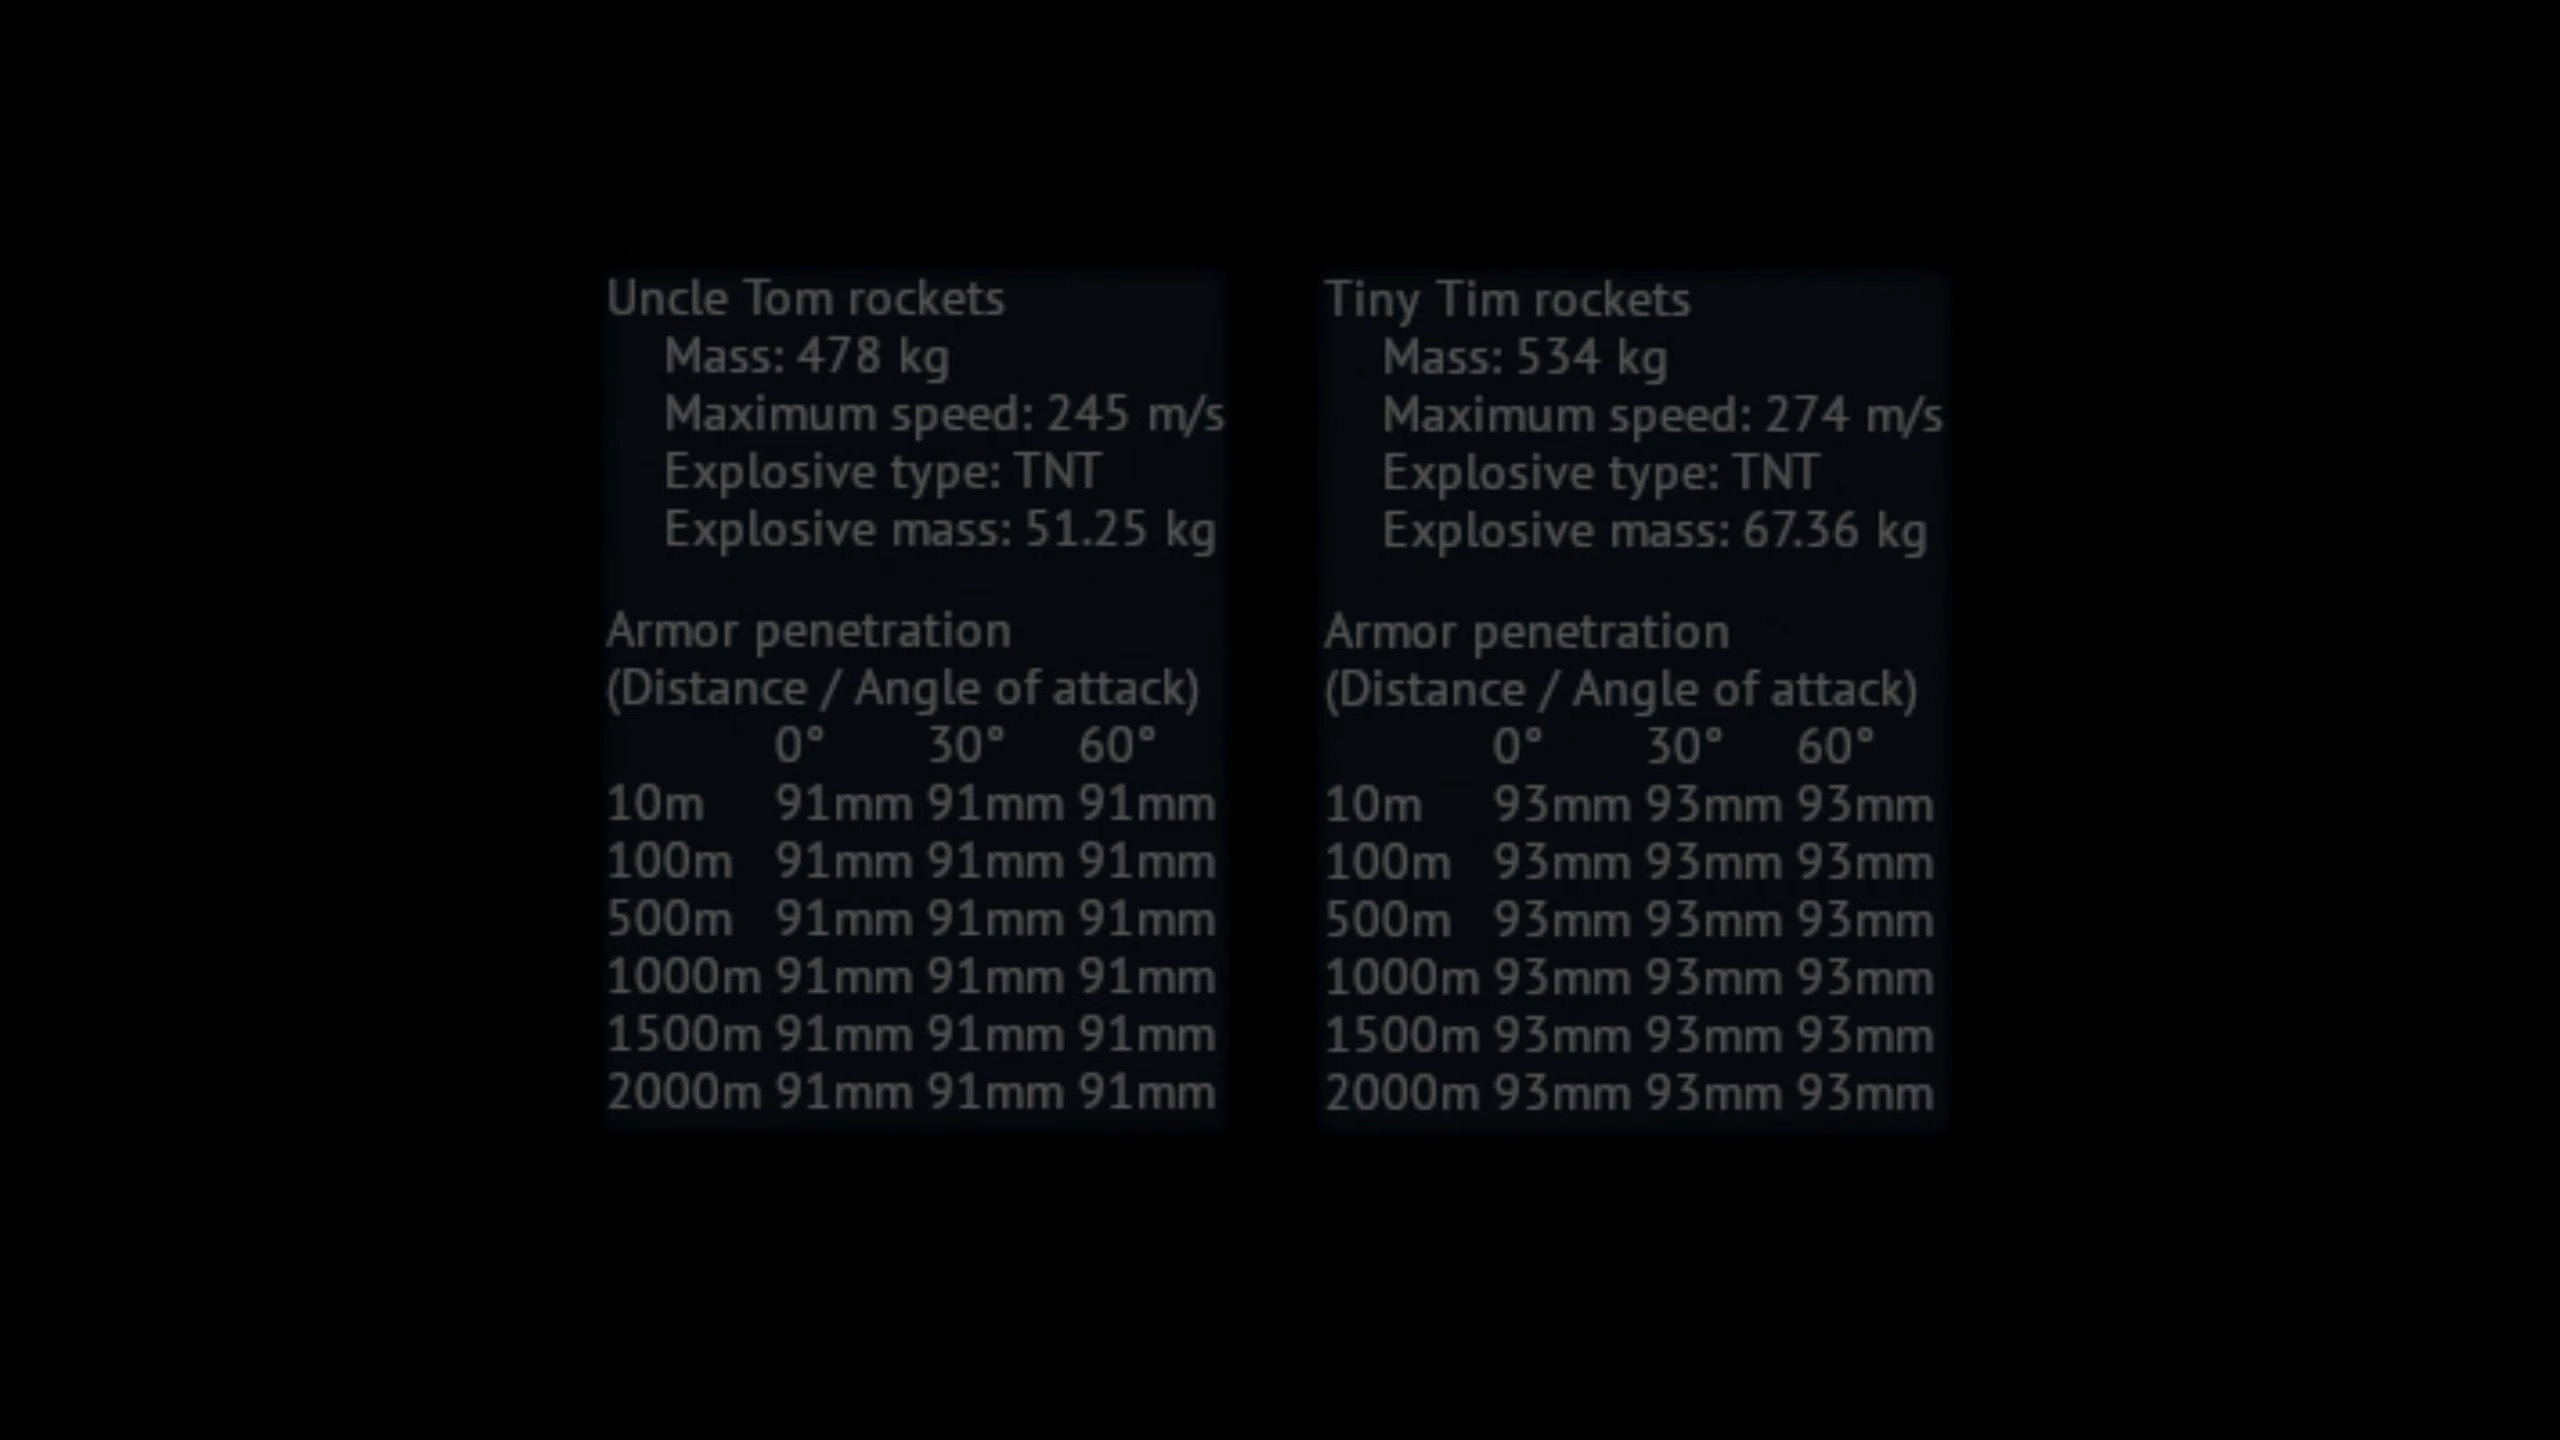 Uncle Tom rockets
Mass: 478 kg
Maximum speed: 245 m/s
Explosive type: TNT
Explosive mass: 51.25 kg
Armor penetration
(Distance / Angle of attack)
0° 30° 60°
10m 91mm 91mm 91mm
100m 91mm 91mm 91mm
500m 91mm 91mm 91mm
1000m 91mm 91mm 91mm
1500m 91mm 91mm 91mm
2000m 91mm 91mm 91mm
Tiny Tim rockets
Mass: 534 kg
Maximum speed: 274 m/s
Explosive type: TNT
Explosive mass: 67.36 kg
Armor penetration
(Distance / Angle of attack)
0° 30° 60°
10m 93mm 93mm 93mm
100m 93mm 93mm 93mm
500m 93mm 93mm 93mm
1000m 93mm 93mm 93mm
1500m 93mm 93mm 93mm
2000m 93mm 93mm 93mm